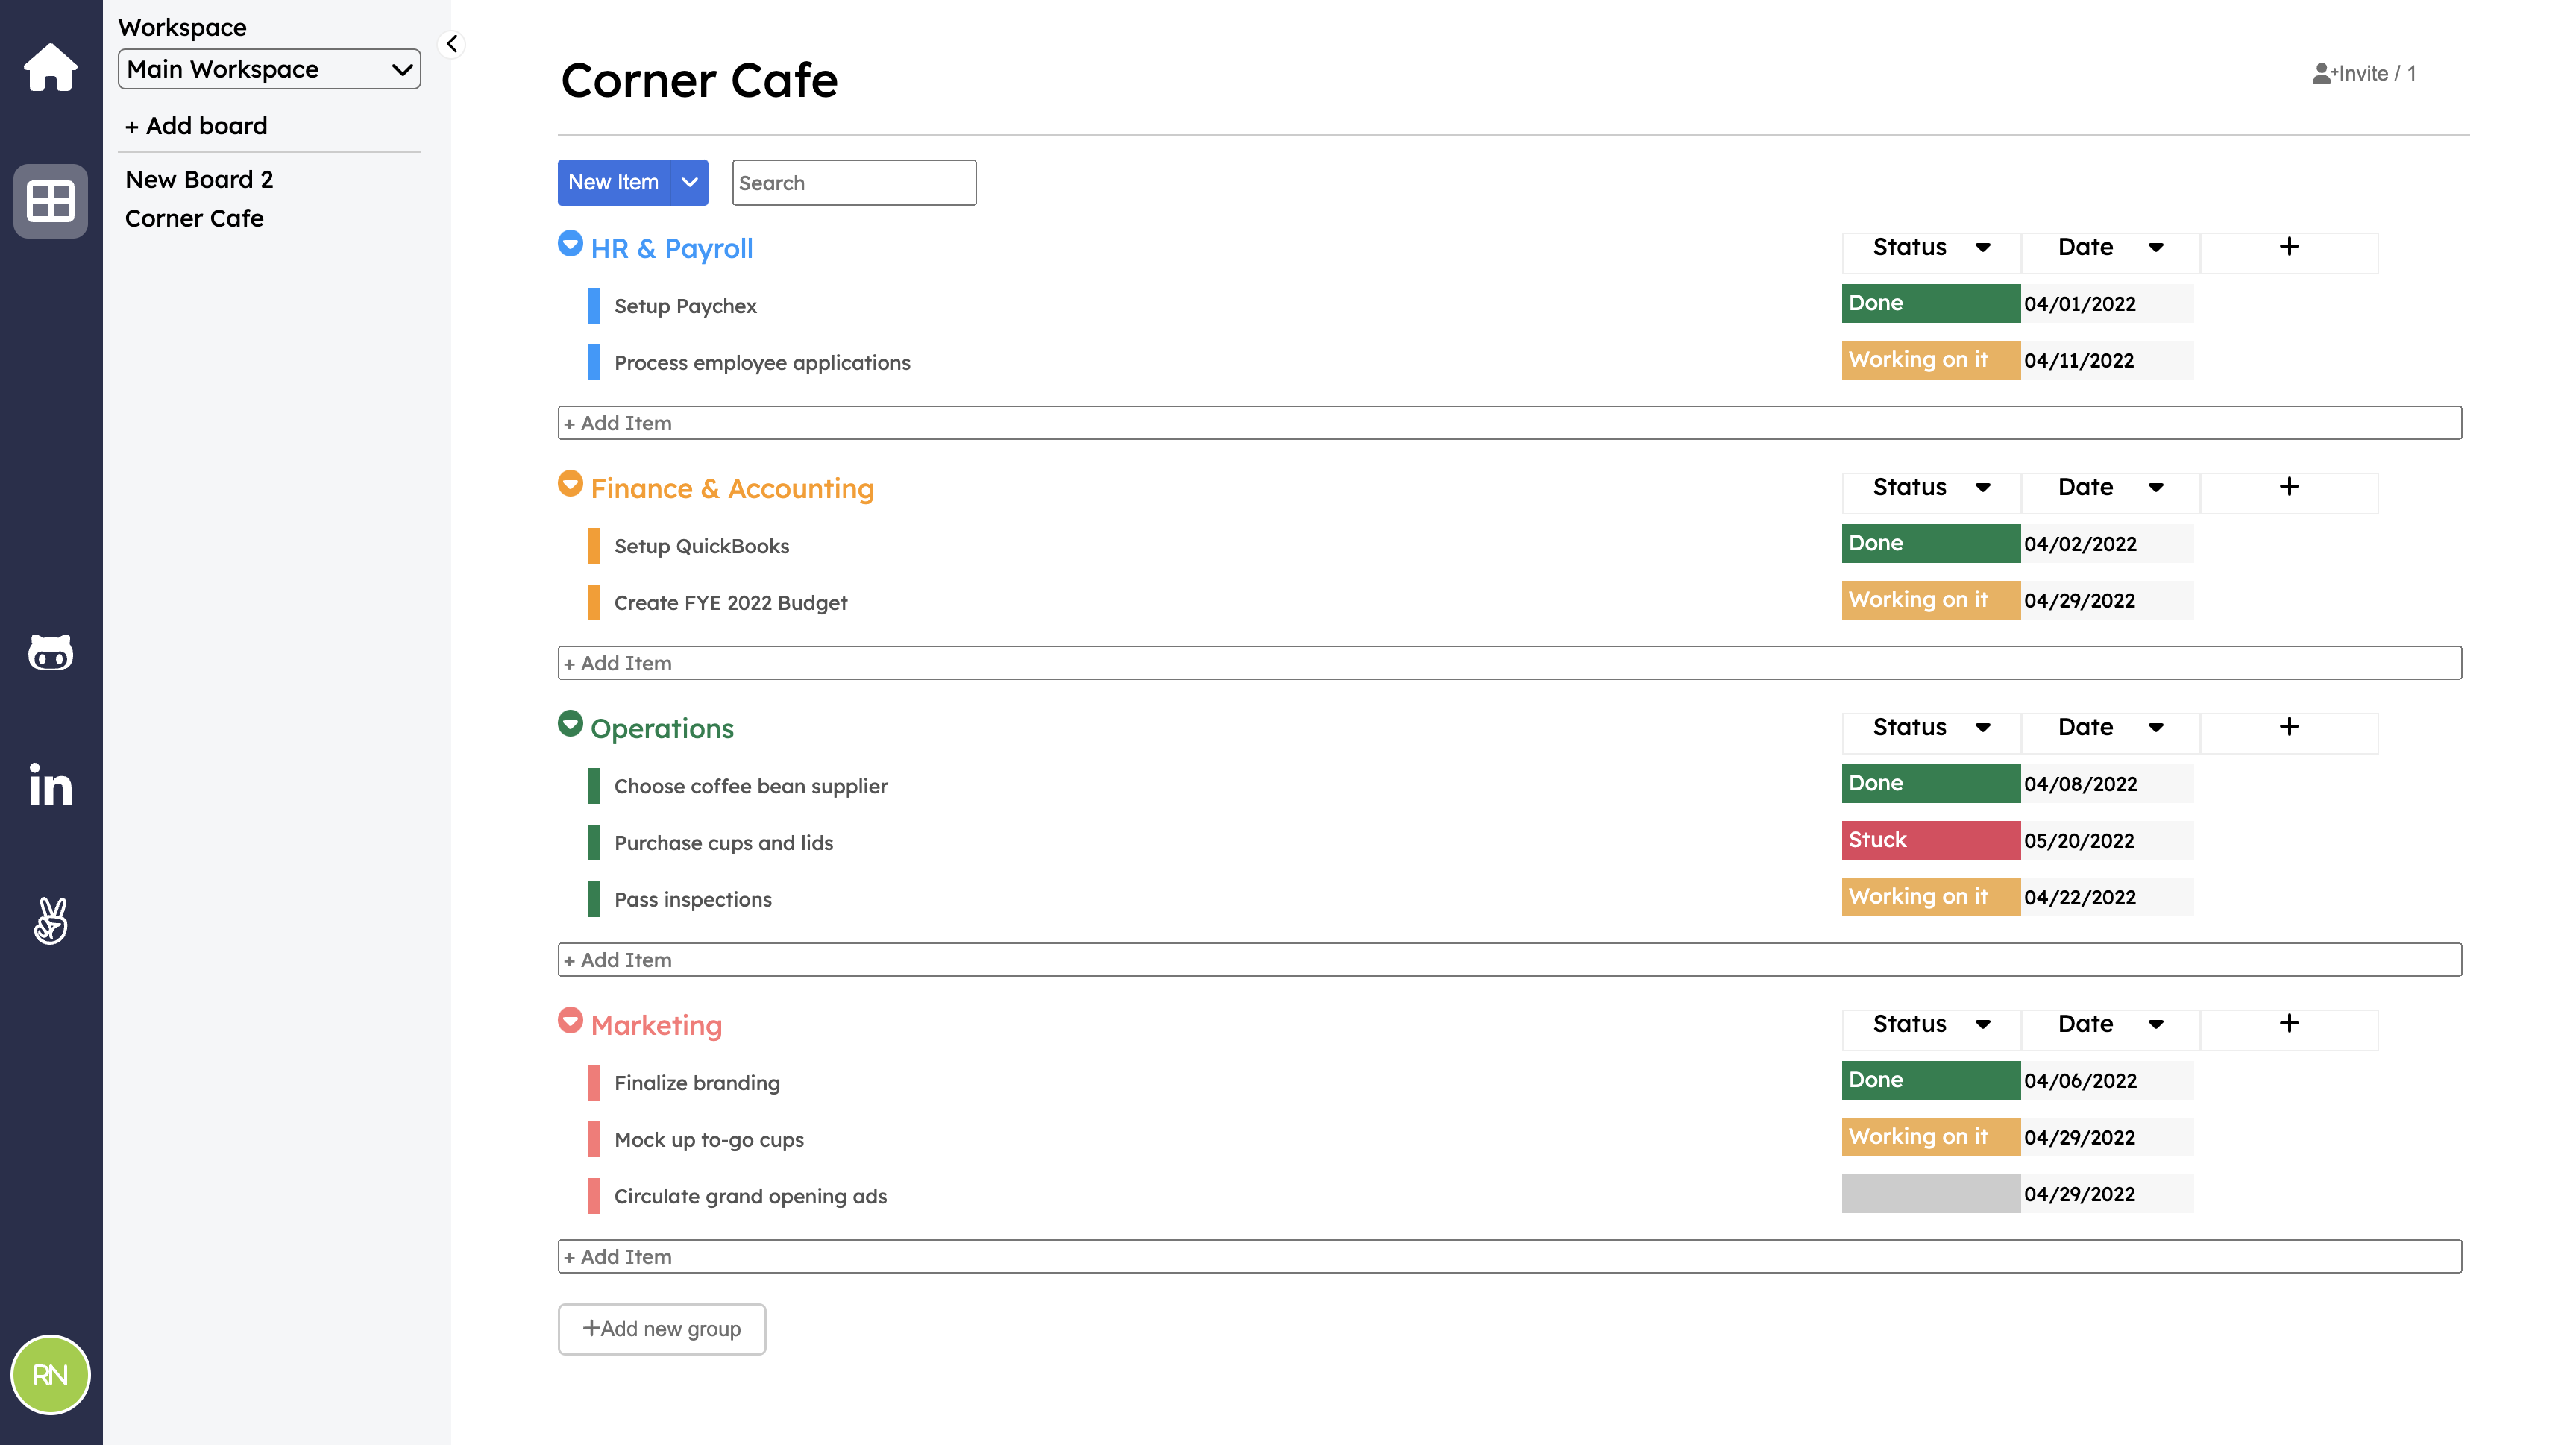 Workspace
Main Workspace
+ Add board
New Board 2
Corner Cafe
in
RN
Corner Cafe
Invite / 1
New Item
Search
HR & Payroll Status Date +
Setup Paychex Done 04/01/2022
Process employee applications Working on it 04/11/2022
+ Add Item
Finance & Accounting Status Date +
Setup QuickBooks Done 04/02/2022
Create FYE 2022 Budget Working on it 04/29/2022
+ Add Item
Operations Status Date +
Choose coffee bean supplier Done 04/08/2022
Purchase cups and lids Stuck 05/20/2022
Pass inspections Working on it 04/22/2022
+ Add Item
Marketing Status Date +
Finalize branding Done 04/06/2022
Mock up to-go cups Working on it 04/29/2022
Circulate grand opening ads 04/29/2022
+ Add Item
+Add new group